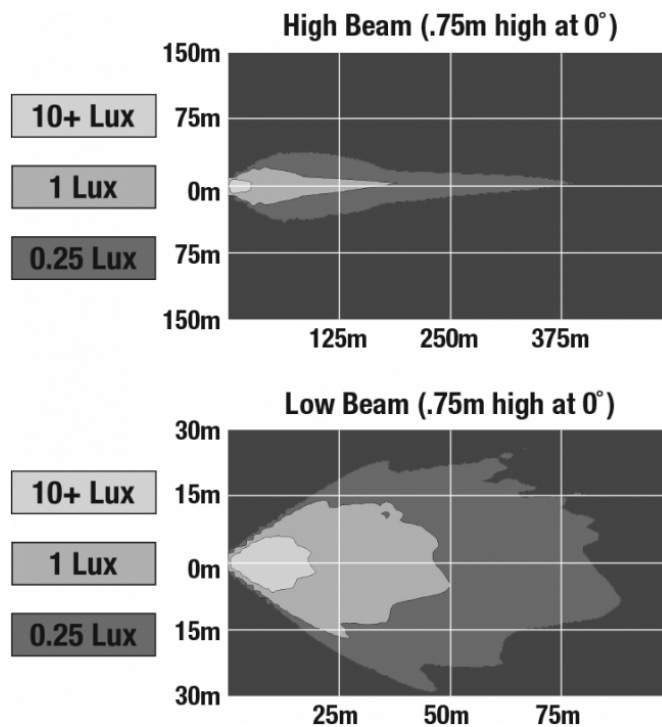 High Beam (.75m high at 0°)
150m
10+ Lux
75m
1 Lux
0m
0.25 Lux
75m
150m
125m 250m 375m
Low Beam (.75m high at 0°)
30m
10+ Lux
15m
1 Lux
0m
0.25 Lux
15m
30m
25m 50m 75m